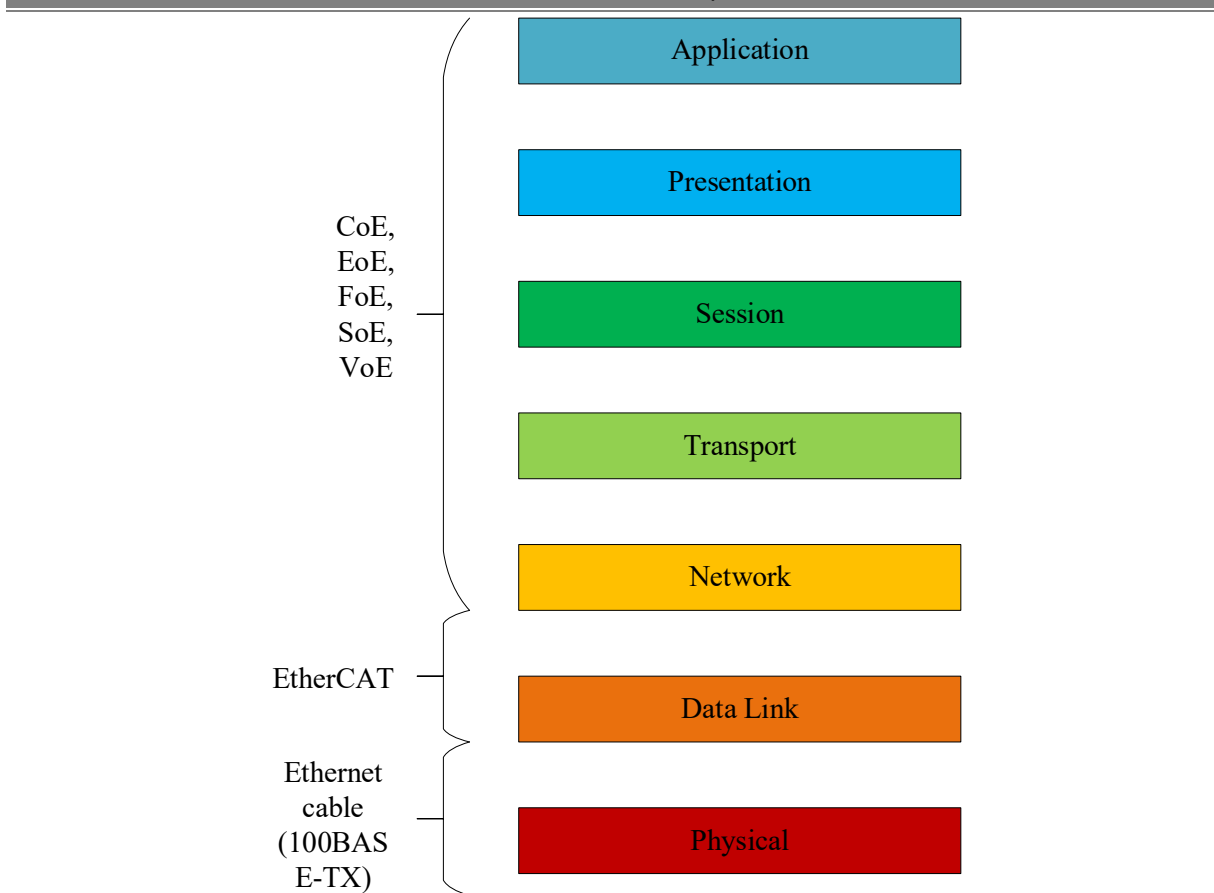 Application
Presentation
CoE,
EoE,
FoE,
SoE,
VoE
Session
Transport
Network
EtherCAT
Data Link
Ethernet
cable
(100BAS
E-TX)
Physical